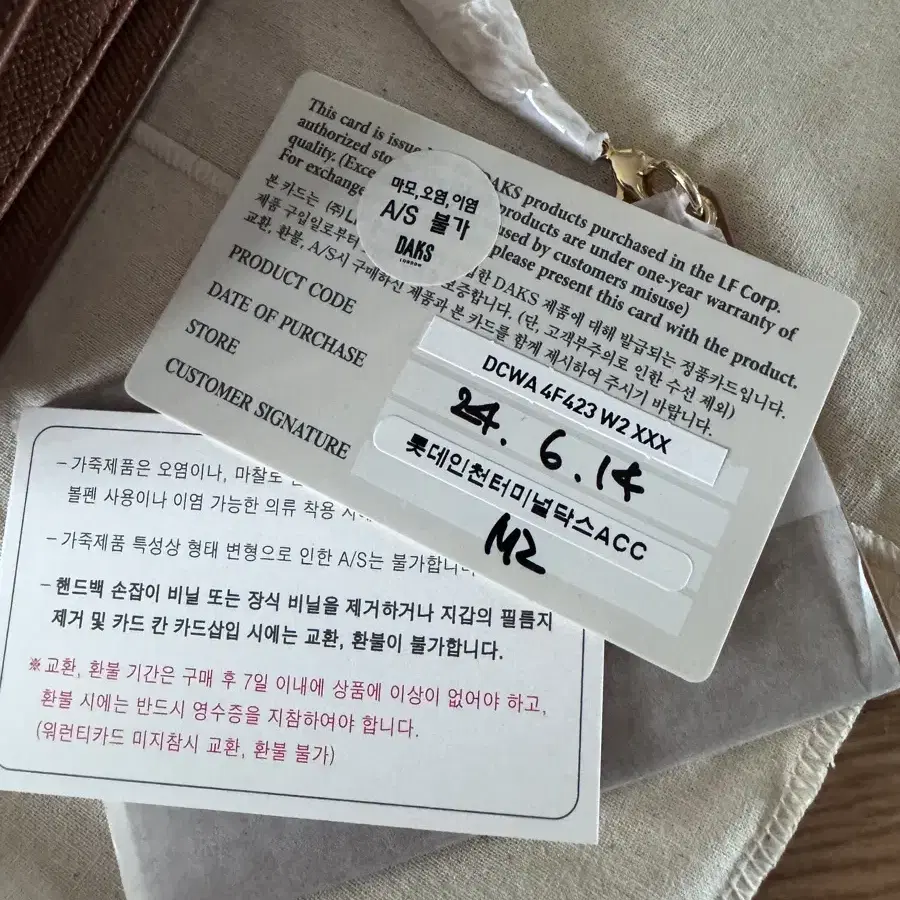 This card is issue DAKS products purchased in the LF Corp.
authorized sto products are under one-year warranty of
quality. (Exce used by customers misuse)
For exchange please present this card with the product.
본 카드는 (주)L 한 DAKS 제품에 대해 발급되는 정품카드입니다.
제품 구입일로부터 보증합니다. (단, 고객부주의로 인한 수선 제외)
교환, 환불, A/S시 구매하신 제품과 본 카드를 함께 제시하여 주시기 바랍니다.
마모,오염,이염
A/S 불가
DAKS
LONDON
PRODUCT CODE
DCWA 4F423 W2 XXX
DATE OF PURCHASE
24. 6. 14
STORE
롯데인천터미널닥스ACC
CUSTOMER SIGNATURE
M2
- 가죽제품은 오염이나, 마찰로
볼펜 사용이나 이염 가능한 의류 착용
- 가죽제품 특성상 형태 변형으로 인한 A/S는 불가합니
- 핸드백 손잡이 비닐 또는 장식 비닐을 제거하거나 지갑의 필름지
제거 및 카드 칸 카드삽입 시에는 교환, 환불이 불가합니다.
※교환, 환불 기간은 구매 후 7일 이내에 상품에 이상이 없어야 하고,
환불 시에는 반드시 영수증을 지참하여야 합니다.
(워런티카드 미지참시 교환, 환불 불가)